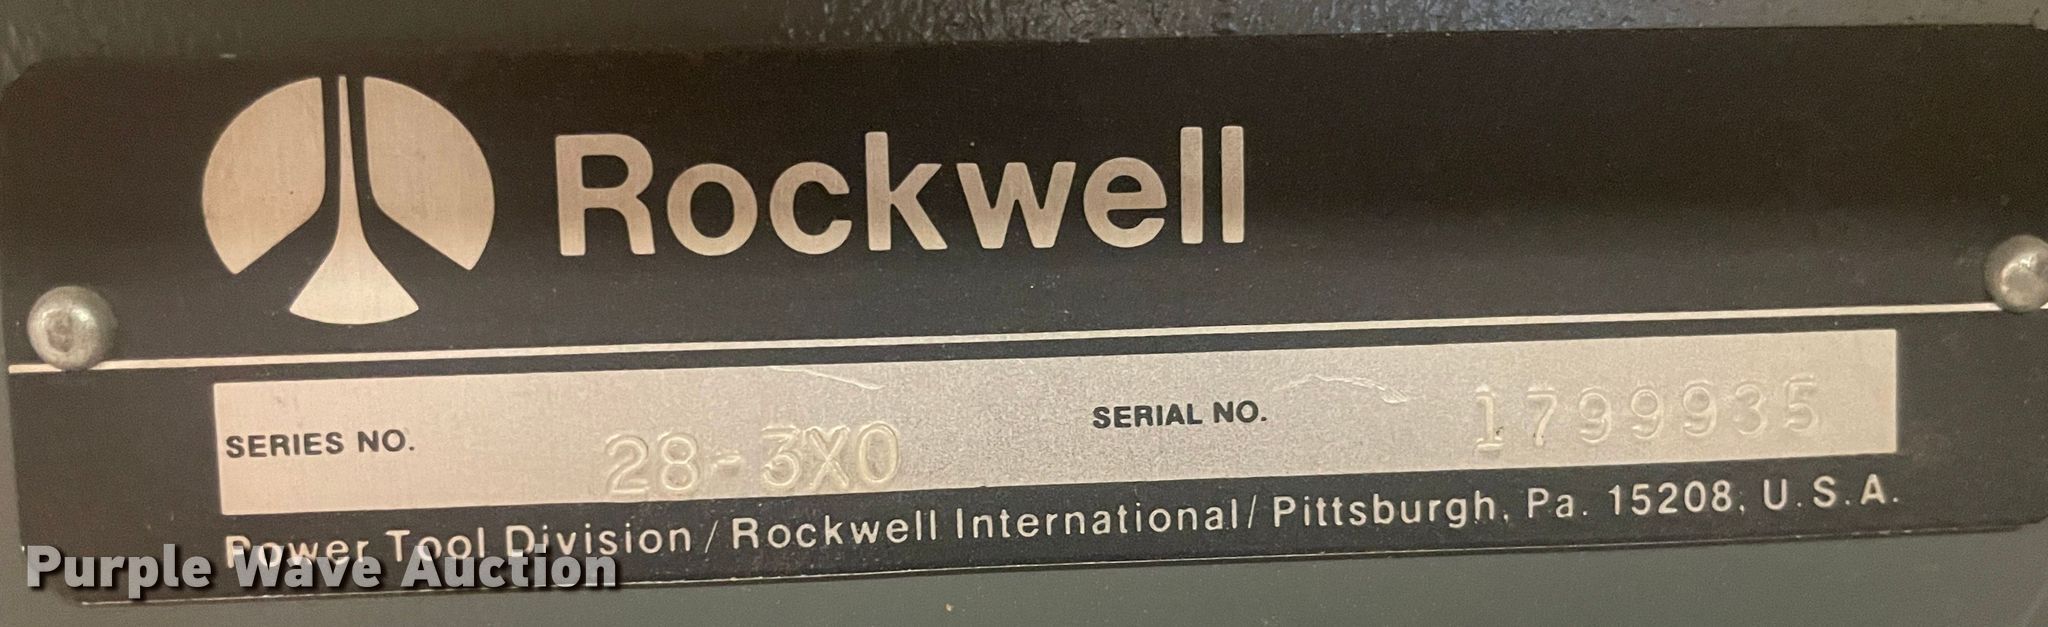 Rockwell
SERIES NO. 28-3X0 SERIAL NO. 1799935
Power Tool Division / Rockwell International / Pittsburgh, Pa. 15208, U.S.A.
Purple Wave Auction